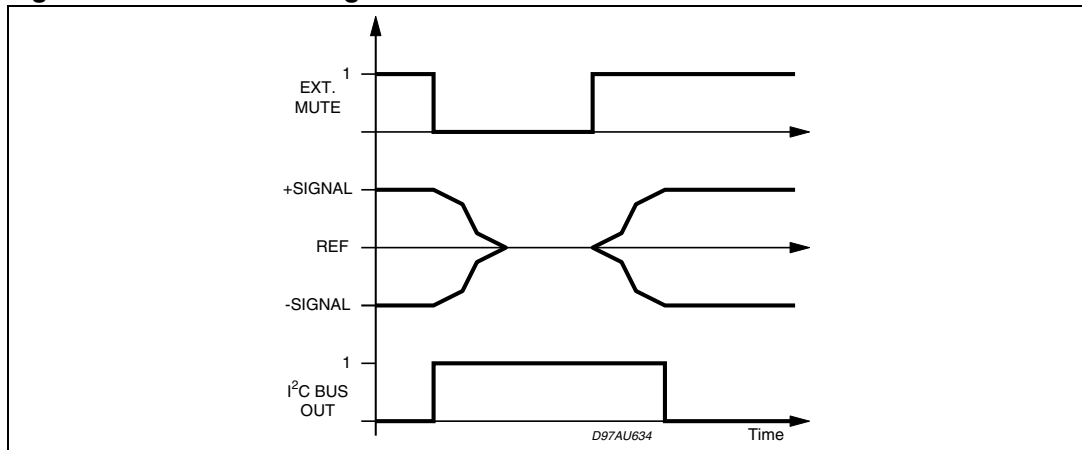 1
EXT.
MUTE
+SIGNAL
REF
-SIGNAL
1
I²C BUS
OUT
D97AU634
Time